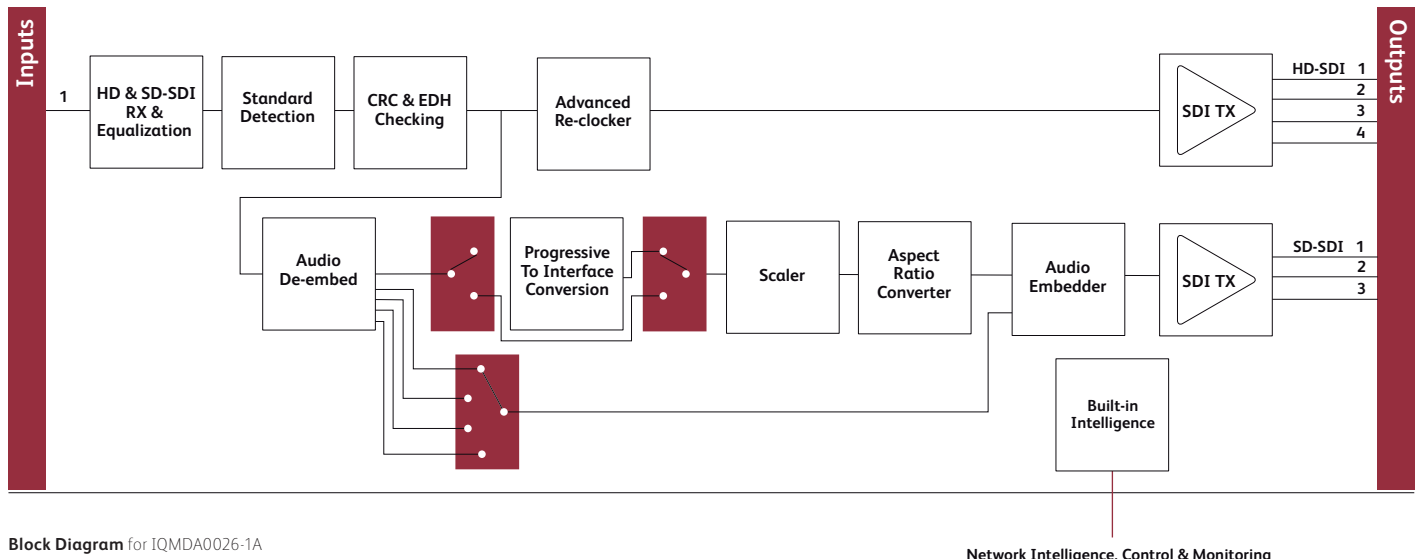 Inputs
Outputs
1
HD & SD-SDI
RX &
Equalization
Standard
Detection
CRC & EDH
Checking
Advanced
Re-clocker
SDI TX
HD-SDI 1
2
3
4
Audio
De-embed
Progressive
To Interface
Conversion
Scaler
Aspect
Ratio
Converter
Audio
Embedder
SDI TX
SD-SDI 1
2
3
Built-in
Intelligence
Block Diagram for IQMDA0026-1A
Network Intelligence, Control & Monitoring